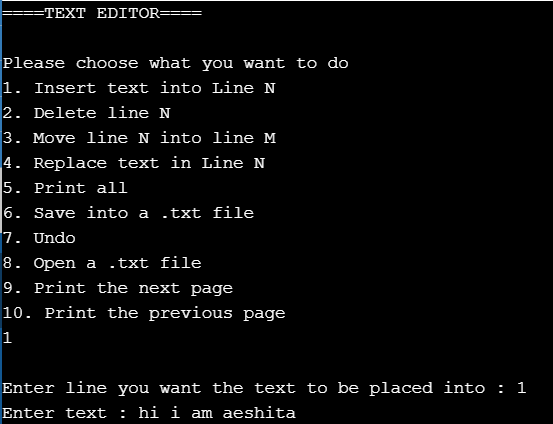 ====TEXT EDITOR====
Please choose what you want to do
1. Insert text into Line N
2. Delete line N
3. Move line N into line M
4. Replace text in Line N
5. Print all
6. Save into a .txt file
7. Undo
8. Open a .txt file
9. Print the next page
10. Print the previous page
1
Enter line you want the text to be placed into : 1
Enter text : hi i am aeshita